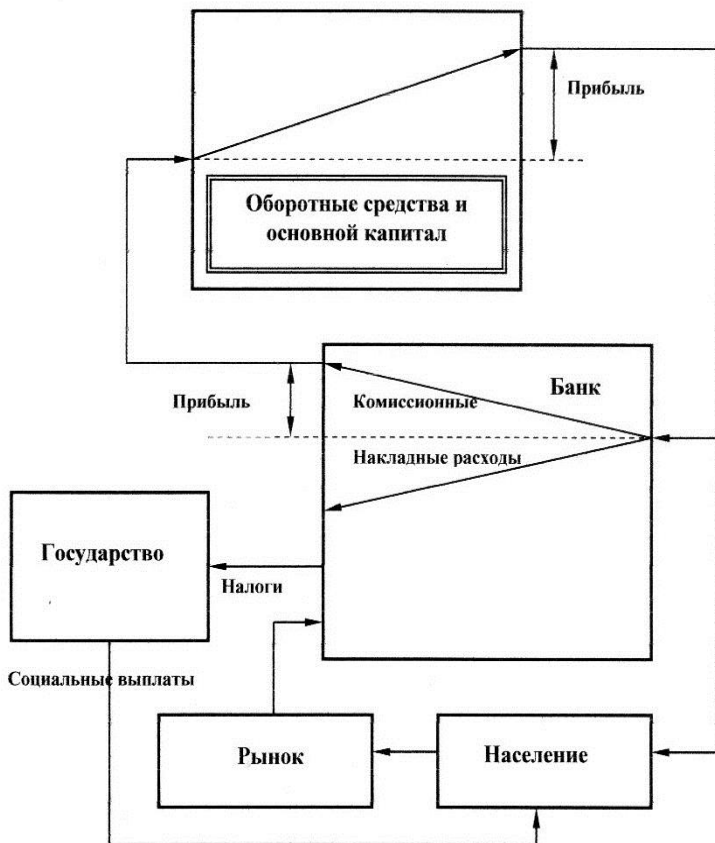 Прибыль
Оборотные средства и
основной капитал
Банк
Прибыль
Комиссионные
Накладные расходы
Государство
Налоги
Социальные выплаты
Рынок
Население